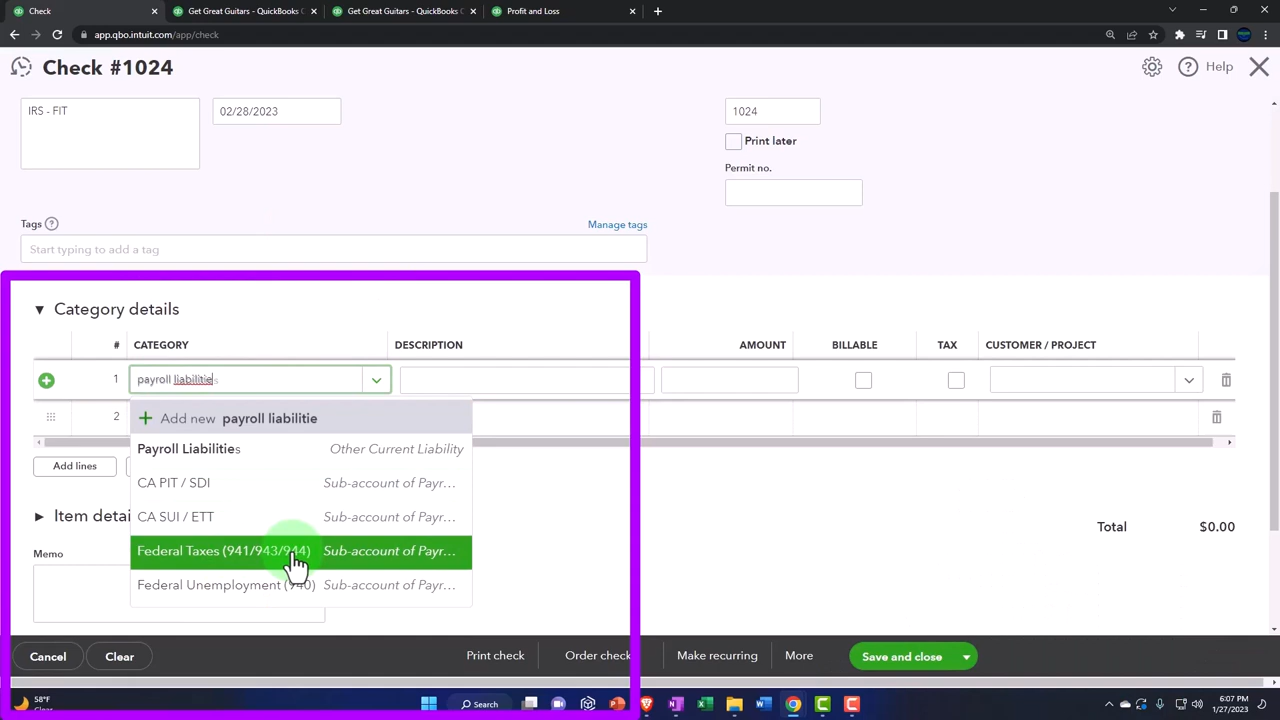 Check
Get Great Guitars - QuickBooks C
Get Great Guitars - QuickBooks C
Profit and Loss
app.qbo.intuit.com/app/check
Check #1024
Help
IRS - FIT
02/28/2023
1024
Print later
Permit no.
Tags
Manage tags
Start typing to add a tag
Category details
# CATEGORY DESCRIPTION AMOUNT BILLABLE TAX CUSTOMER / PROJECT
1 payroll liabilities
2
Add new payroll liabilitie
Payroll Liabilities Other Current Liability
CA PIT / SDI Sub-account of Payr...
CA SUI / ETT Sub-account of Payr...
Federal Taxes (941/943/944) Sub-account of Payr...
Federal Unemployment (940) Sub-account of Payr...
Add lines
Item detai
Total $0.00
Memo
Cancel Clear Print check Order check Make recurring More Save and close
58°F
Clear
Search
6:07 PM
1/27/2023